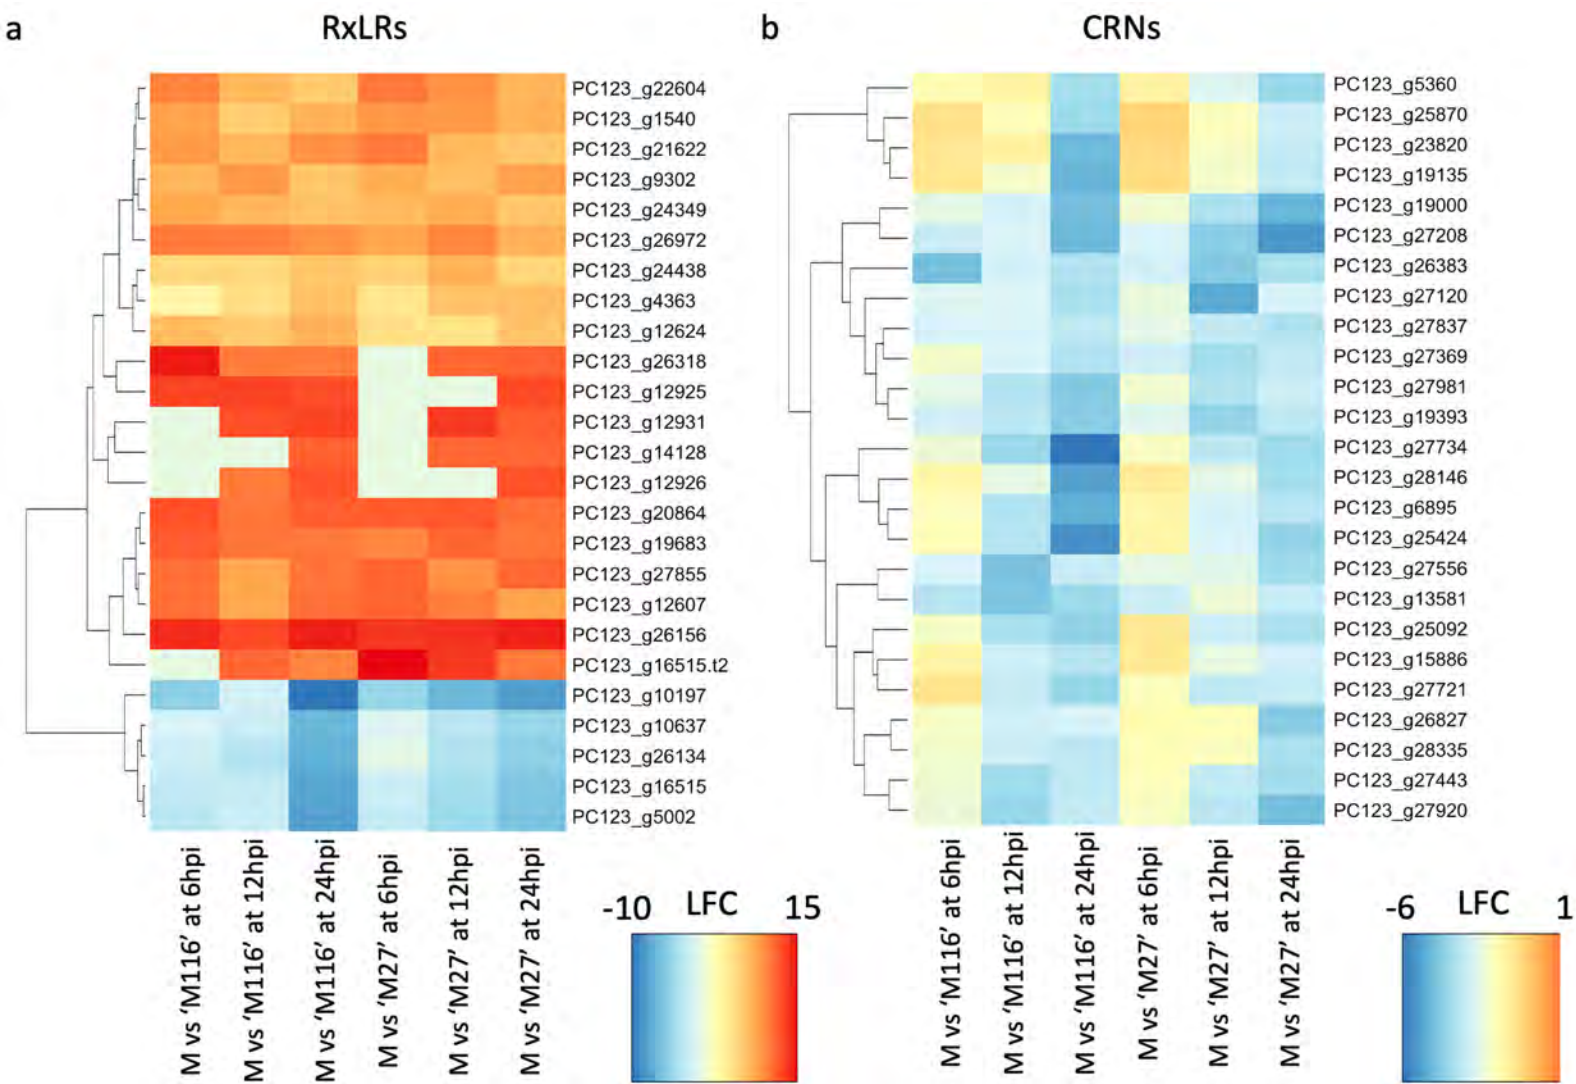 a
RxLRs
PC123_g22604
PC123_g1540
PC123_g21622
PC123_g9302
PC123_g24349
PC123_g26972
PC123_g24438
PC123_g4363
PC123_g12624
PC123_g26318
PC123_g12925
PC123_g12931
PC123_g14128
PC123_g12926
PC123_g20864
PC123_g19683
PC123_g27855
PC123_g12607
PC123_g26156
PC123_g16515.t2
PC123_g10197
PC123_g10637
PC123_g26134
PC123_g16515
PC123_g5002
M vs ‘M116’ at 6hpi
M vs ‘M116’ at 12hpi
M vs ‘M116’ at 24hpi
M vs ‘M27’ at 6hpi
M vs ‘M27’ at 12hpi
M vs ‘M27’ at 24hpi
-10 LFC 15
b
CRNs
PC123_g5360
PC123_g25870
PC123_g23820
PC123_g19135
PC123_g19000
PC123_g27208
PC123_g26383
PC123_g27120
PC123_g27837
PC123_g27369
PC123_g27981
PC123_g19393
PC123_g27734
PC123_g28146
PC123_g6895
PC123_g25424
PC123_g27556
PC123_g13581
PC123_g25092
PC123_g15886
PC123_g27721
PC123_g26827
PC123_g28335
PC123_g27443
PC123_g27920
M vs ‘M116’ at 6hpi
M vs ‘M116’ at 12hpi
M vs ‘M116’ at 24hpi
M vs ‘M27’ at 6hpi
M vs ‘M27’ at 12hpi
M vs ‘M27’ at 24hpi
-6 LFC 1